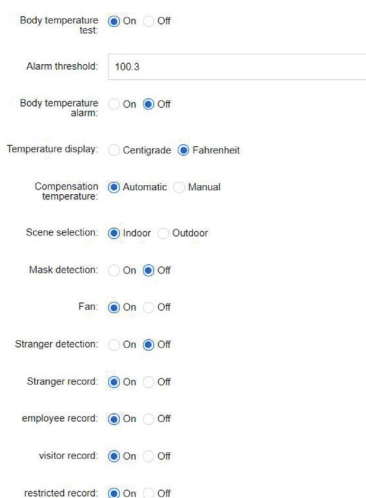 Body temperature test: On Off
Alarm threshold: 100.3
Body temperature alarm: On Off
Temperature display: Centigrade Fahrenheit
Compensation temperature: Automatic Manual
Scene selection: Indoor Outdoor
Mask detection: On Off
Fan: On Off
Stranger detection: On Off
Stranger record: On Off
employee record: On Off
visitor record: On Off
restricted record: On Off